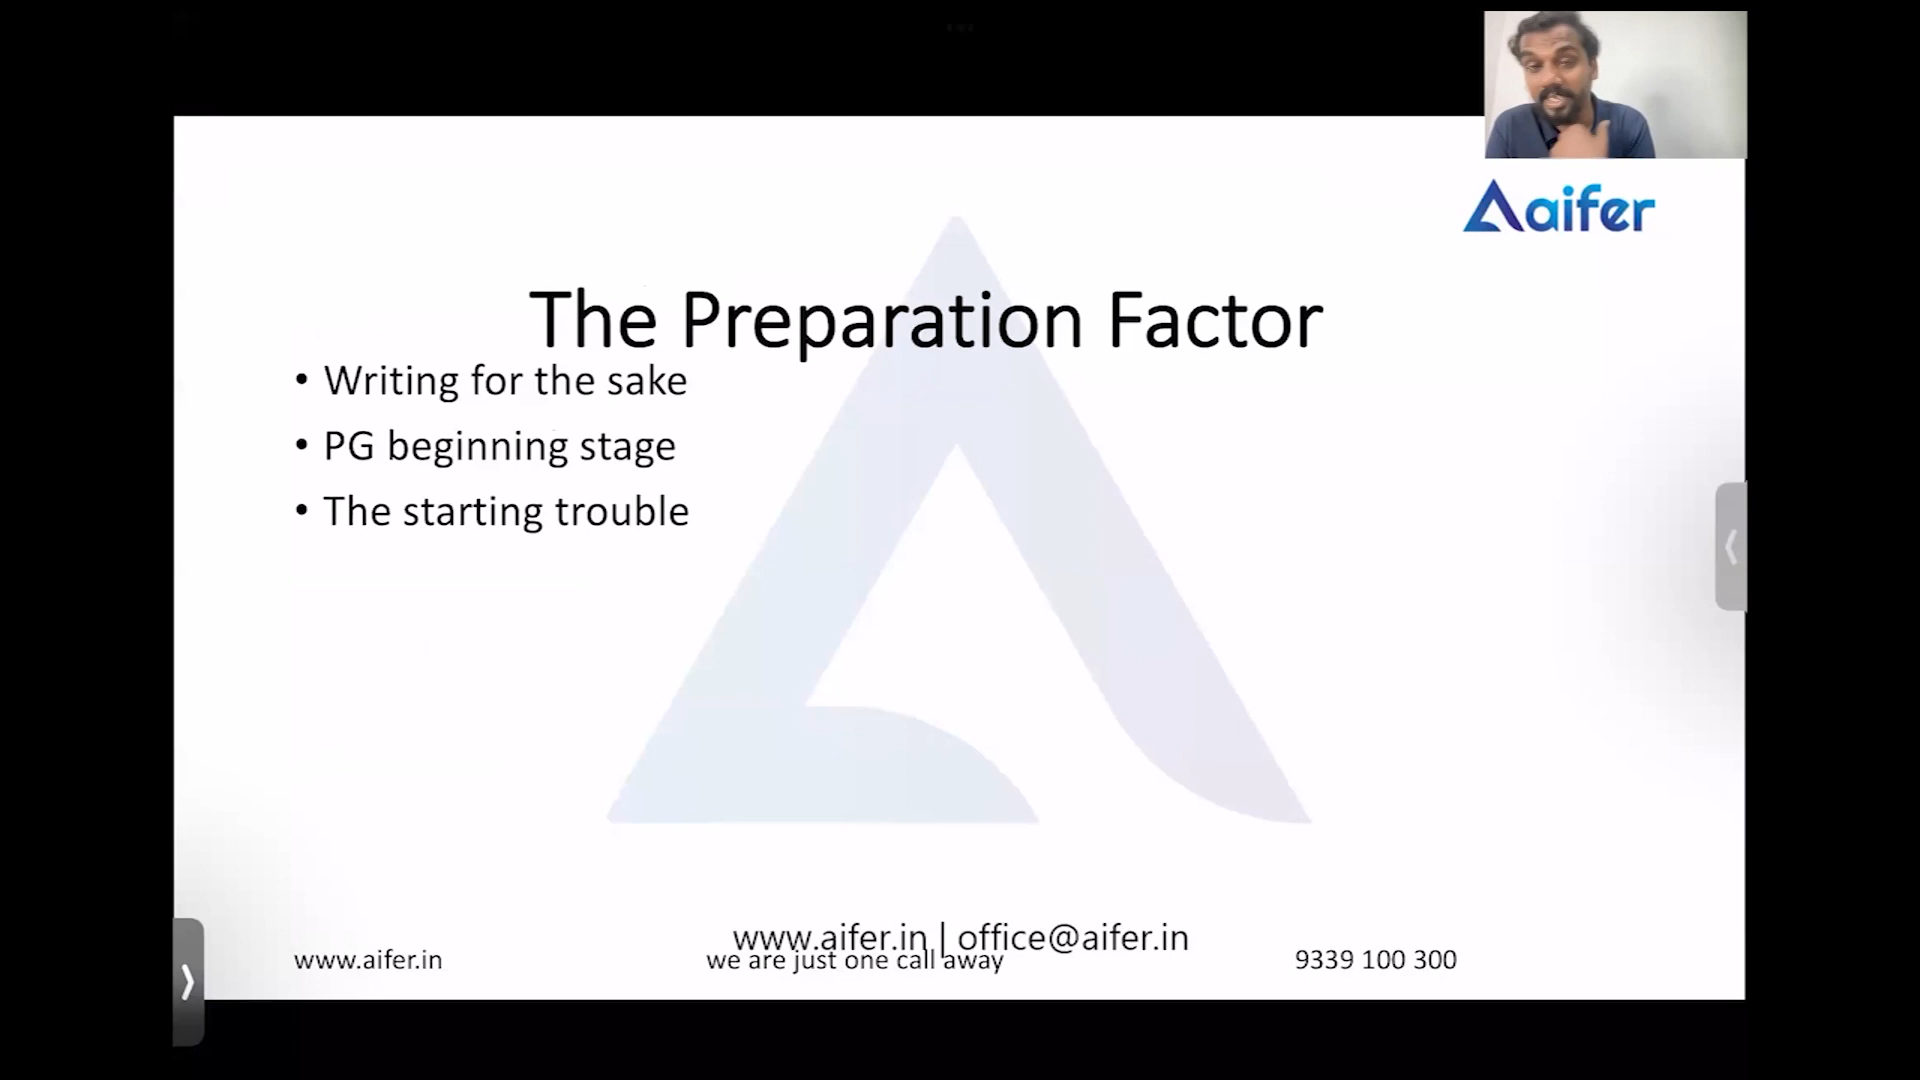 aifer
The Preparation Factor
• Writing for the sake
• PG beginning stage
• The starting trouble
www.aifer.in | office@aifer.in
www.aifer.in we are just one call away 9339 100 300